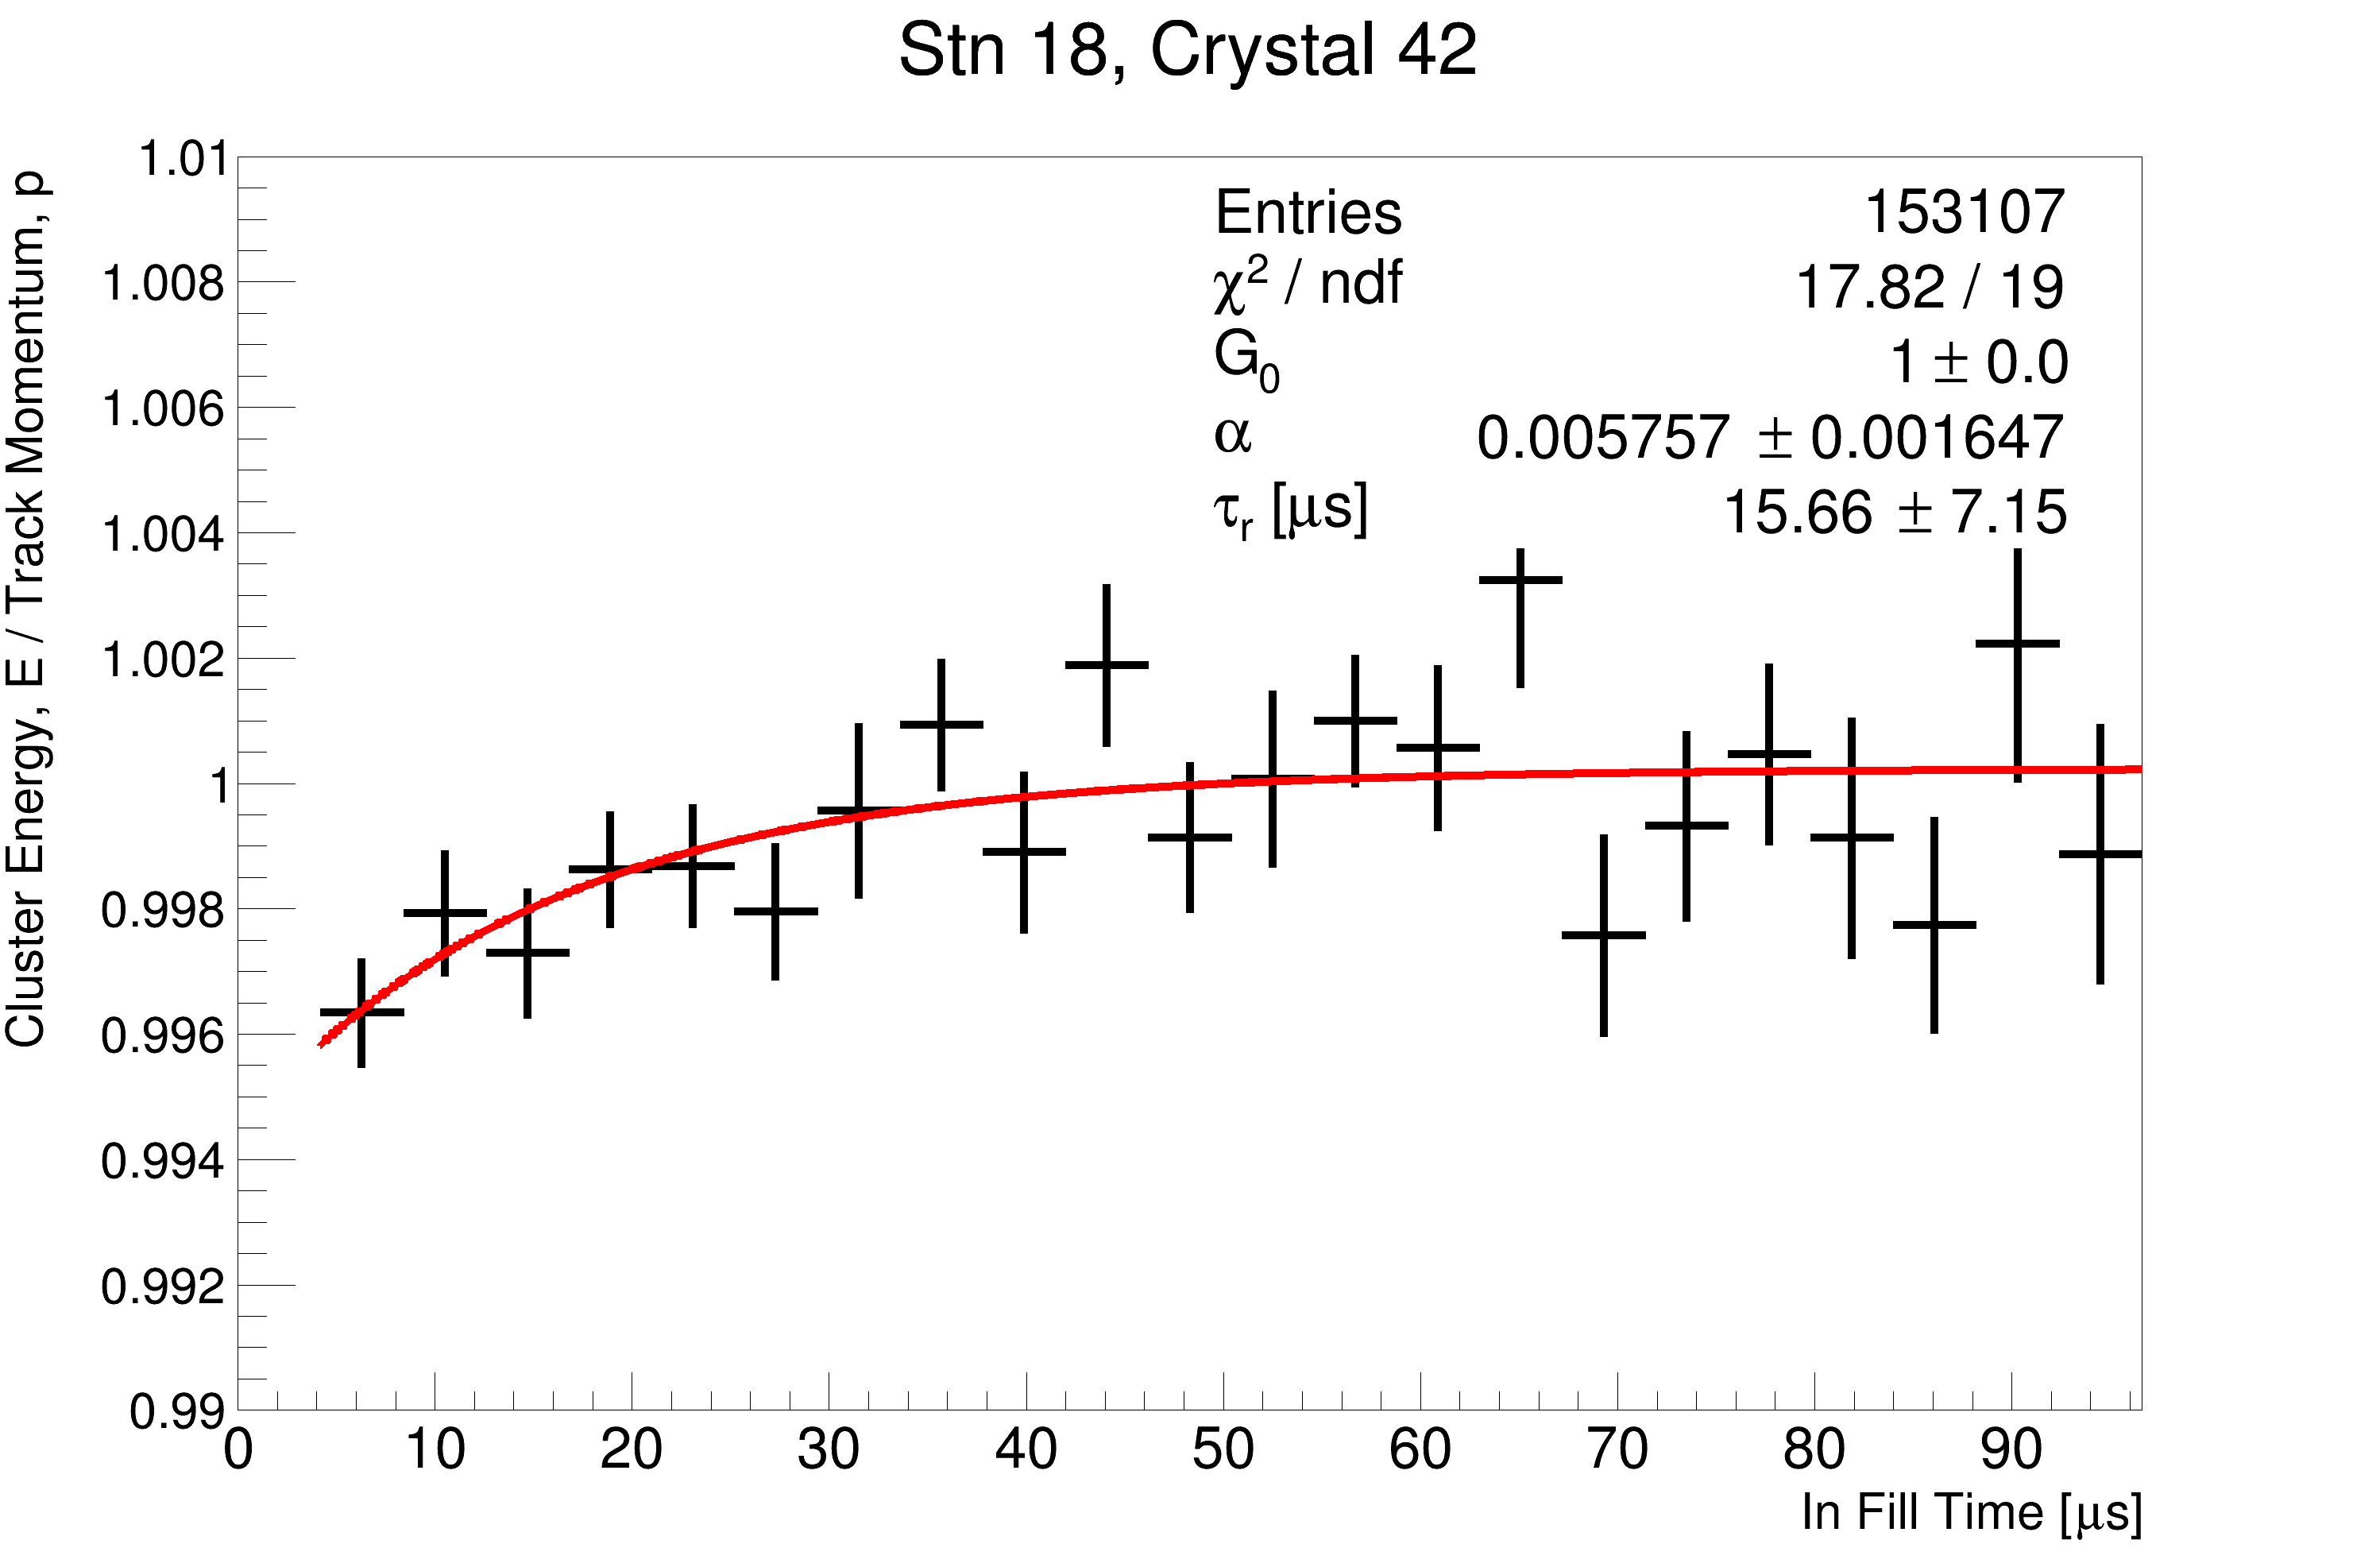 Stn 18, Crystal 42
Cluster Energy, E / Track Momentum, p
1.01
1.008
1.006
1.004
1.002
1
0.998
0.996
0.994
0.992
0.99
Entries 153107
χ² / ndf 17.82 / 19
G₀ 1 ± 0.0
α 0.005757 ± 0.001647
τᵣ [μs] 15.66 ± 7.15
0 10 20 30 40 50 60 70 80 90
In Fill Time [μs]